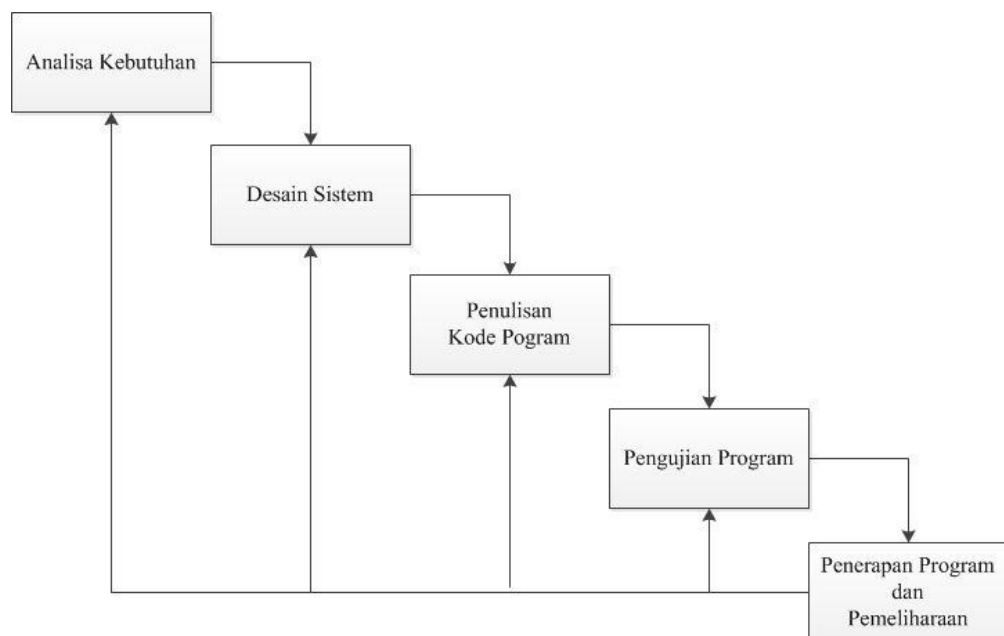 Analisa Kebutuhan
Desain Sistem
Penulisan
Kode Pogram
Pengujian Program
Penerapan Program
dan
Pemeliharaan